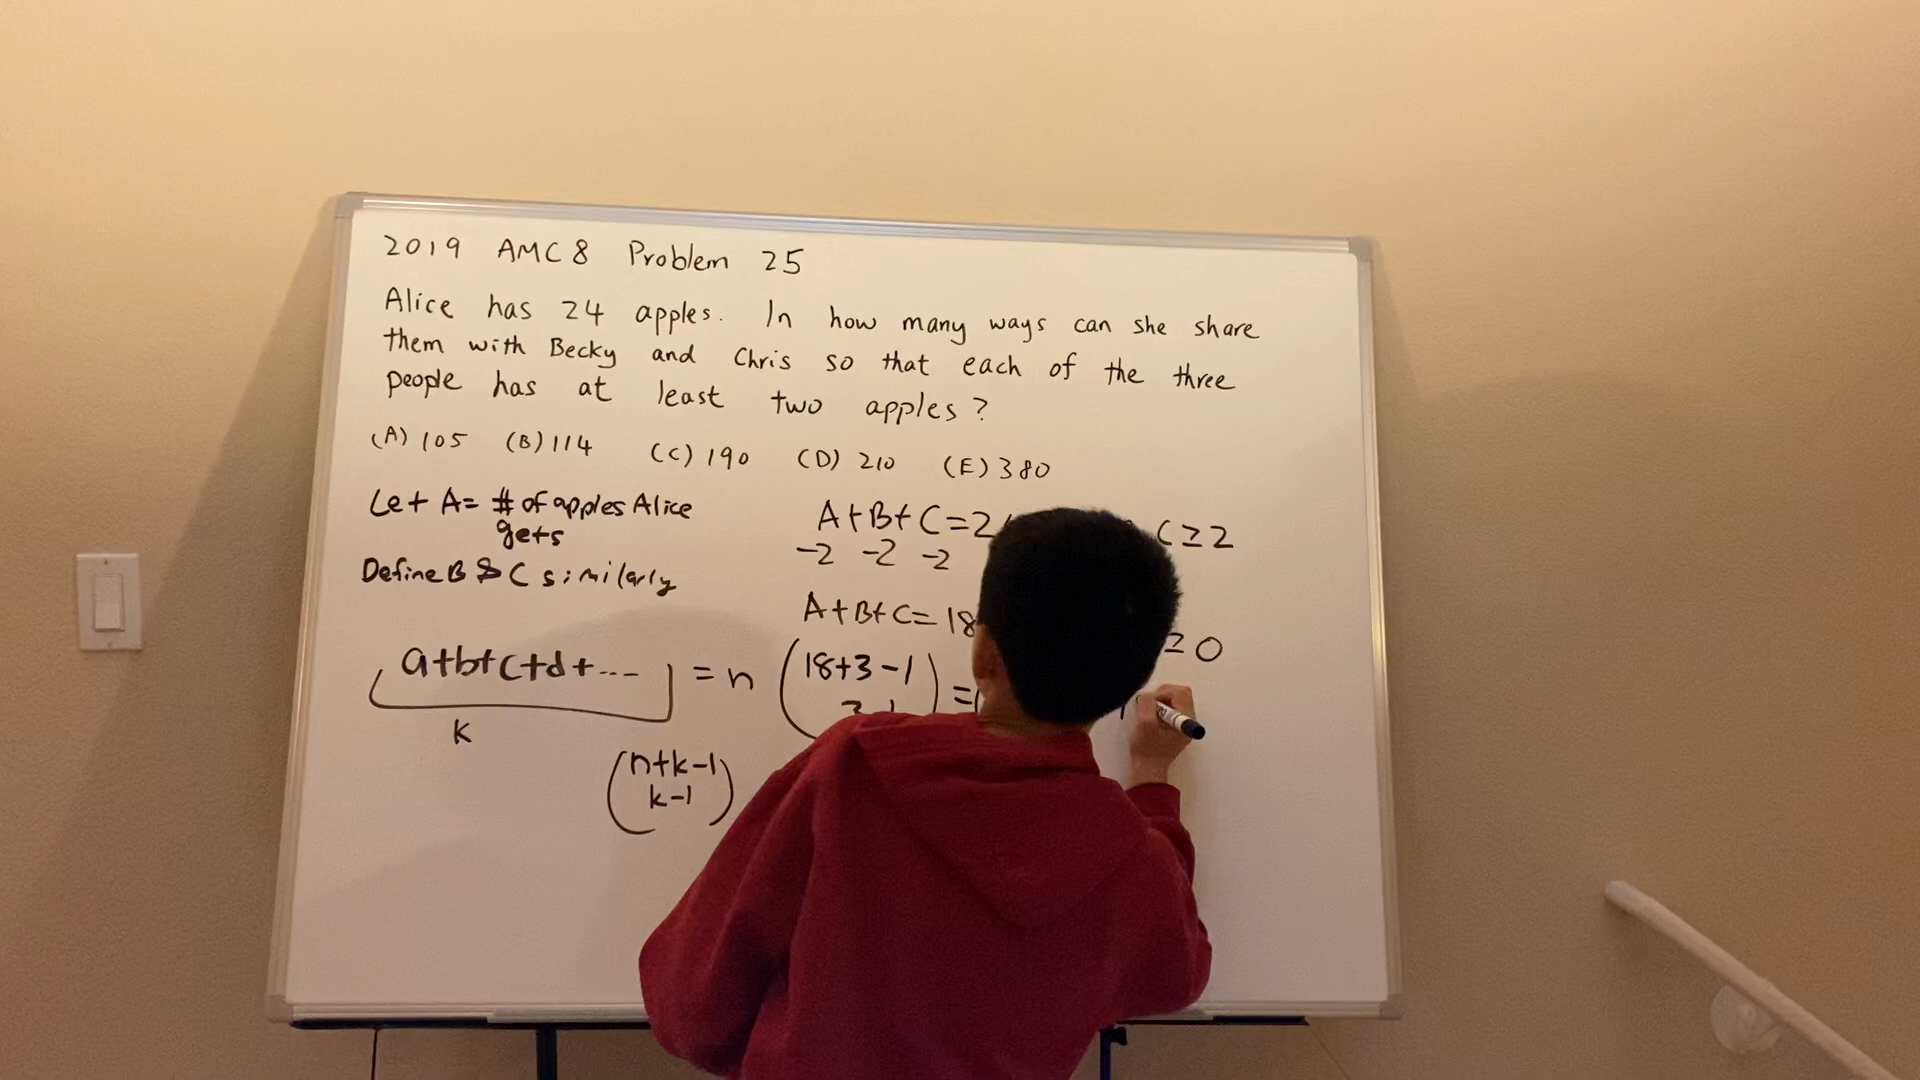 2019 AMC 8 Problem 25
Alice has 24 apples. In how many ways can she share
them with Becky and Chris so that each of the three
people has at least two apples?
(A) 105 (B) 114 (C) 190 (D) 210 (E) 380
Let A= # of apples Alice
gets
Define B & C similarly
a+b+c+d+... = n
k
(n+k-1
k-1)
A+B+C=2 C≥2
-2 -2 -2
A+B+C=18 ≥0
(18+3-1) =(